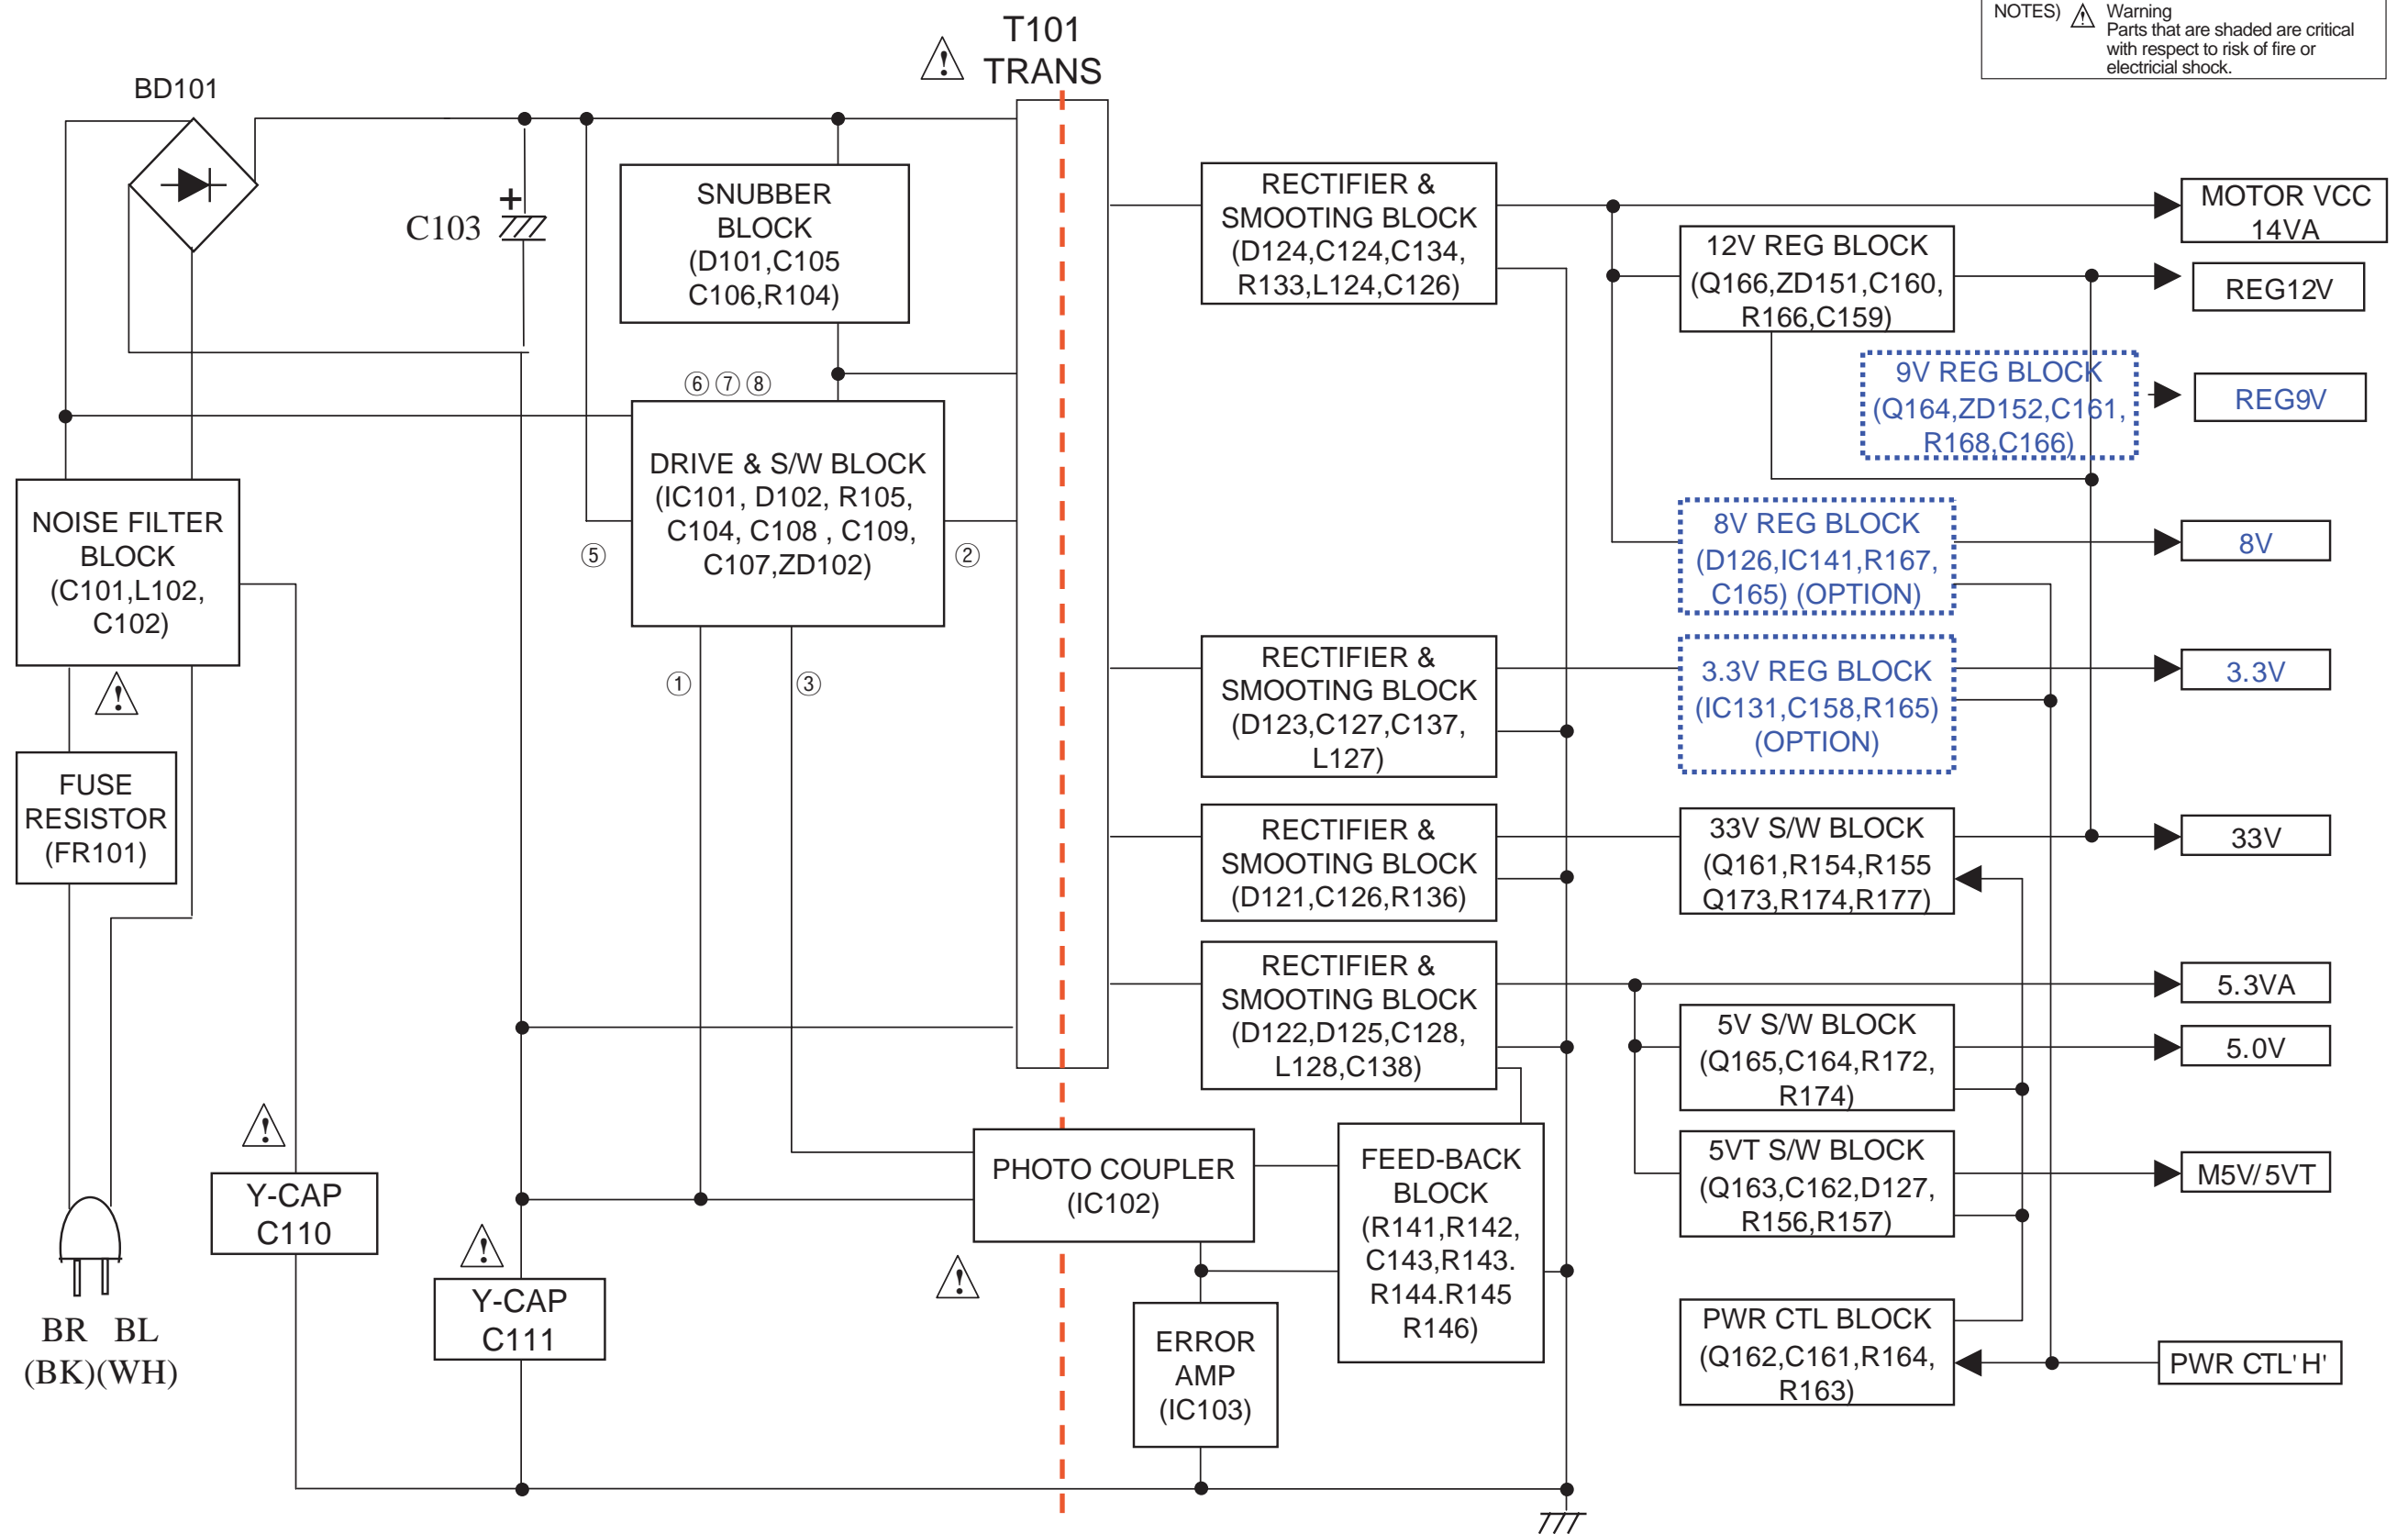 NOTES) Warning
Parts that are shaded are critical
with respect to risk of fire or
electricial shock.
T101
TRANS
BD101
C103
+
SNUBBER
BLOCK
(D101,C105
C106,R104)
⑥ ⑦ ⑧
DRIVE & S/W BLOCK
(IC101, D102, R105,
C104, C108 , C109,
C107,ZD102)
⑤
②
①
③
NOISE FILTER
BLOCK
(C101,L102,
C102)
FUSE
RESISTOR
(FR101)
BR BL
(BK)(WH)
Y-CAP
C110
Y-CAP
C111
PHOTO COUPLER
(IC102)
ERROR
AMP
(IC103)
FEED-BACK
BLOCK
(R141,R142,
C143,R143.
R144.R145
R146)
RECTIFIER &
SMOOTING BLOCK
(D124,C124,C134,
R133,L124,C126)
RECTIFIER &
SMOOTING BLOCK
(D123,C127,C137,
L127)
RECTIFIER &
SMOOTING BLOCK
(D121,C126,R136)
RECTIFIER &
SMOOTING BLOCK
(D122,D125,C128,
L128,C138)
12V REG BLOCK
(Q166,ZD151,C160,
R166,C159)
9V REG BLOCK
(Q164,ZD152,C161,
R168,C166)
8V REG BLOCK
(D126,IC141,R167,
C165) (OPTION)
3.3V REG BLOCK
(IC131,C158,R165)
(OPTION)
33V S/W BLOCK
(Q161,R154,R155
Q173,R174,R177)
5V S/W BLOCK
(Q165,C164,R172,
R174)
5VT S/W BLOCK
(Q163,C162,D127,
R156,R157)
PWR CTL BLOCK
(Q162,C161,R164,
R163)
MOTOR VCC
14VA
REG12V
REG9V
8V
3.3V
33V
5.3VA
5.0V
M5V/5VT
PWR CTL'H'